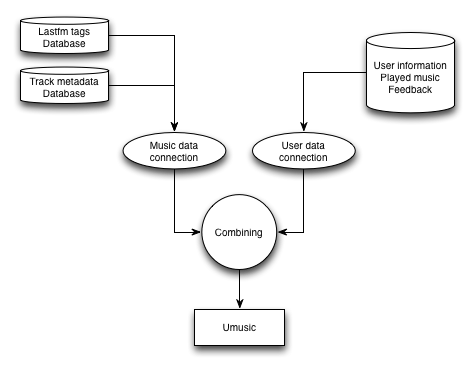 Lastfm tags
Database
Track metadata
Database
User information
Played music
Feedback
Music data
connection
User data
connection
Combining
Umusic